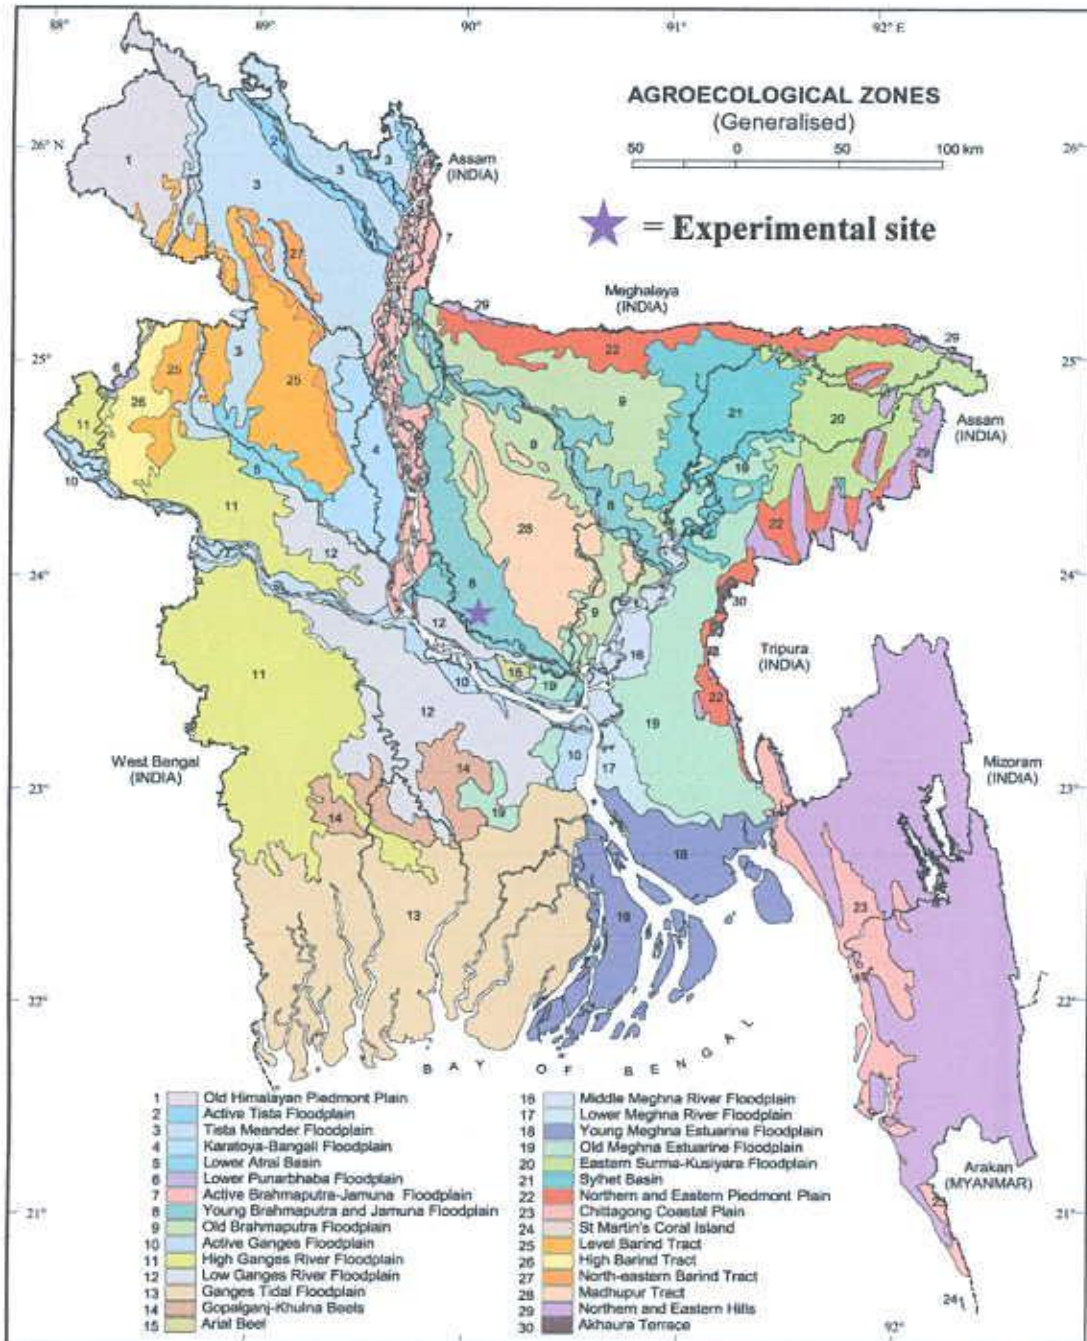 88° 89° 90° 91° 92° E
AGROECOLOGICAL ZONES
(Generalised)
50 0 50 100 km
= Experimental site
26° N
26°
25°
25°
24°
24°
23°
23°
22°
22°
21°
21°
92°
Assam
(INDIA)
Meghalaya
(INDIA)
Assam
(INDIA)
Tripura
(INDIA)
West Bengal
(INDIA)
Mizoram
(INDIA)
Arakan
(MYANMAR)
BAY OF BENGAL
1 Old Himalayan Piedmont Plain
2 Active Tista Floodplain
3 Tista Meander Floodplain
4 Karatoya-Bangali Floodplain
5 Lower Atrai Basin
6 Lower Punarbhaba Floodplain
7 Active Brahmaputra-Jamuna Floodplain
8 Young Brahmaputra and Jamuna Floodplain
9 Old Brahmaputra Floodplain
10 Active Ganges Floodplain
11 High Ganges River Floodplain
12 Low Ganges River Floodplain
13 Ganges Tidal Floodplain
14 Gopalganj-Khulna Beels
15 Arial Beel
16 Middle Meghna River Floodplain
17 Lower Meghna River Floodplain
18 Young Meghna Estuarine Floodplain
19 Old Meghna Estuarine Floodplain
20 Eastern Surma-Kusiyara Floodplain
21 Sylhet Basin
22 Northern and Eastern Piedmont Plain
23 Chittagong Coastal Plain
24 St Martin's Coral Island
25 Level Barind Tract
26 High Barind Tract
27 North-eastern Barind Tract
28 Madhupur Tract
29 Northern and Eastern Hills
30 Akhaura Terrace